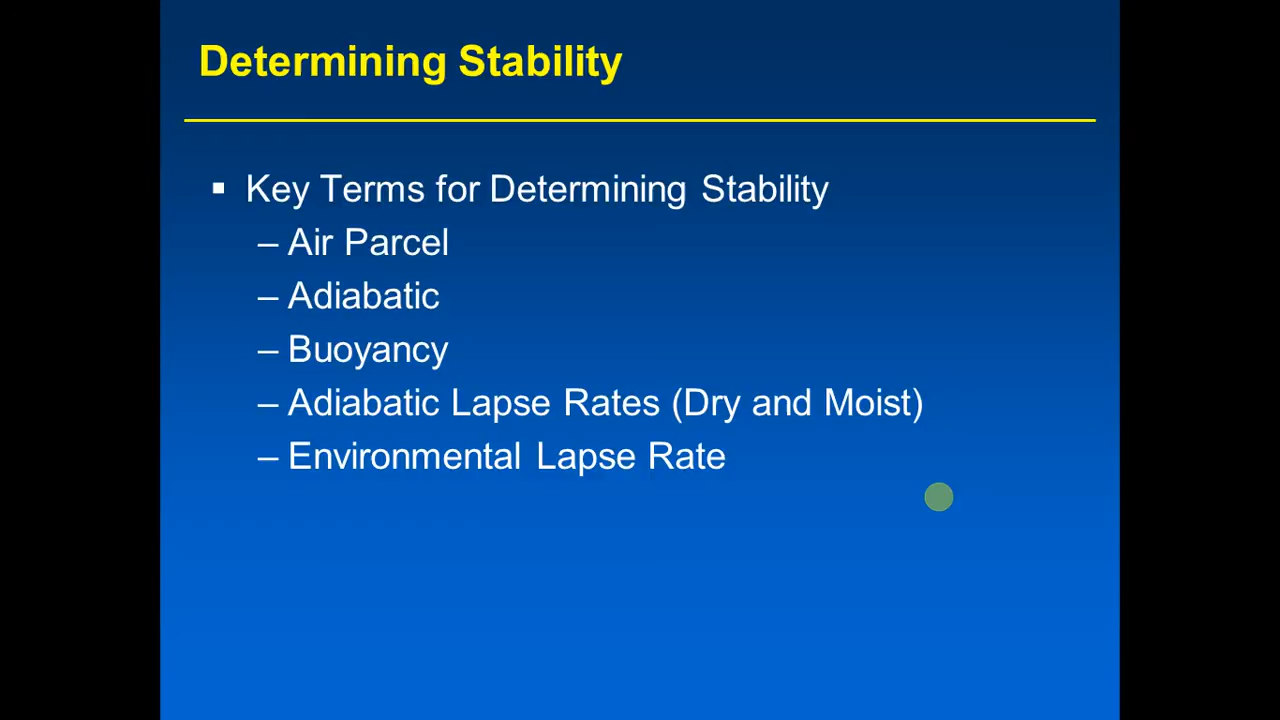 Determining Stability
▪ Key Terms for Determining Stability
– Air Parcel
– Adiabatic
– Buoyancy
– Adiabatic Lapse Rates (Dry and Moist)
– Environmental Lapse Rate